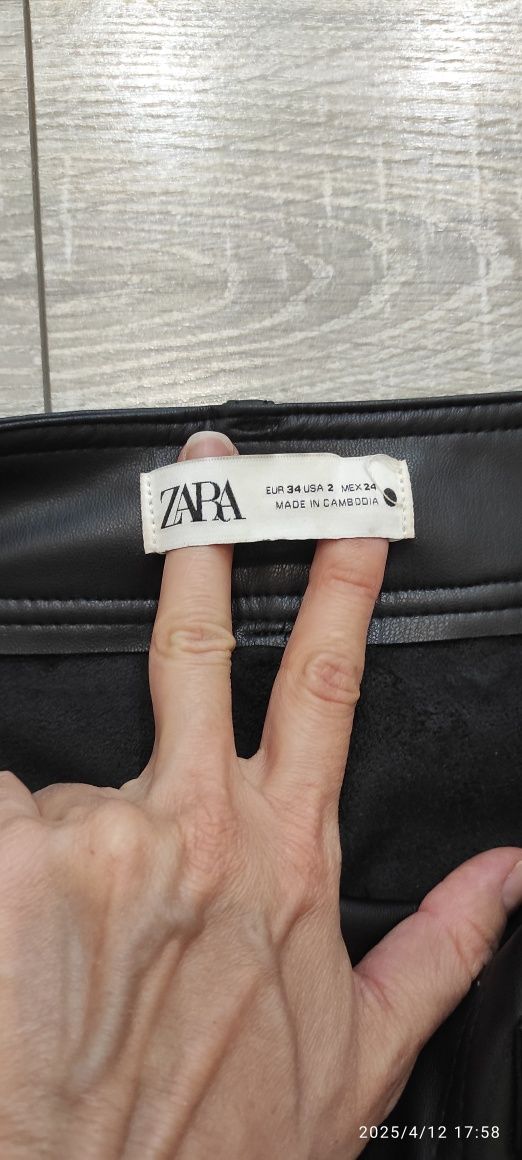 ZARA
EUR 34 USA 2 MEX 24
MADE IN CAMBODIA
2025/4/12 17:58